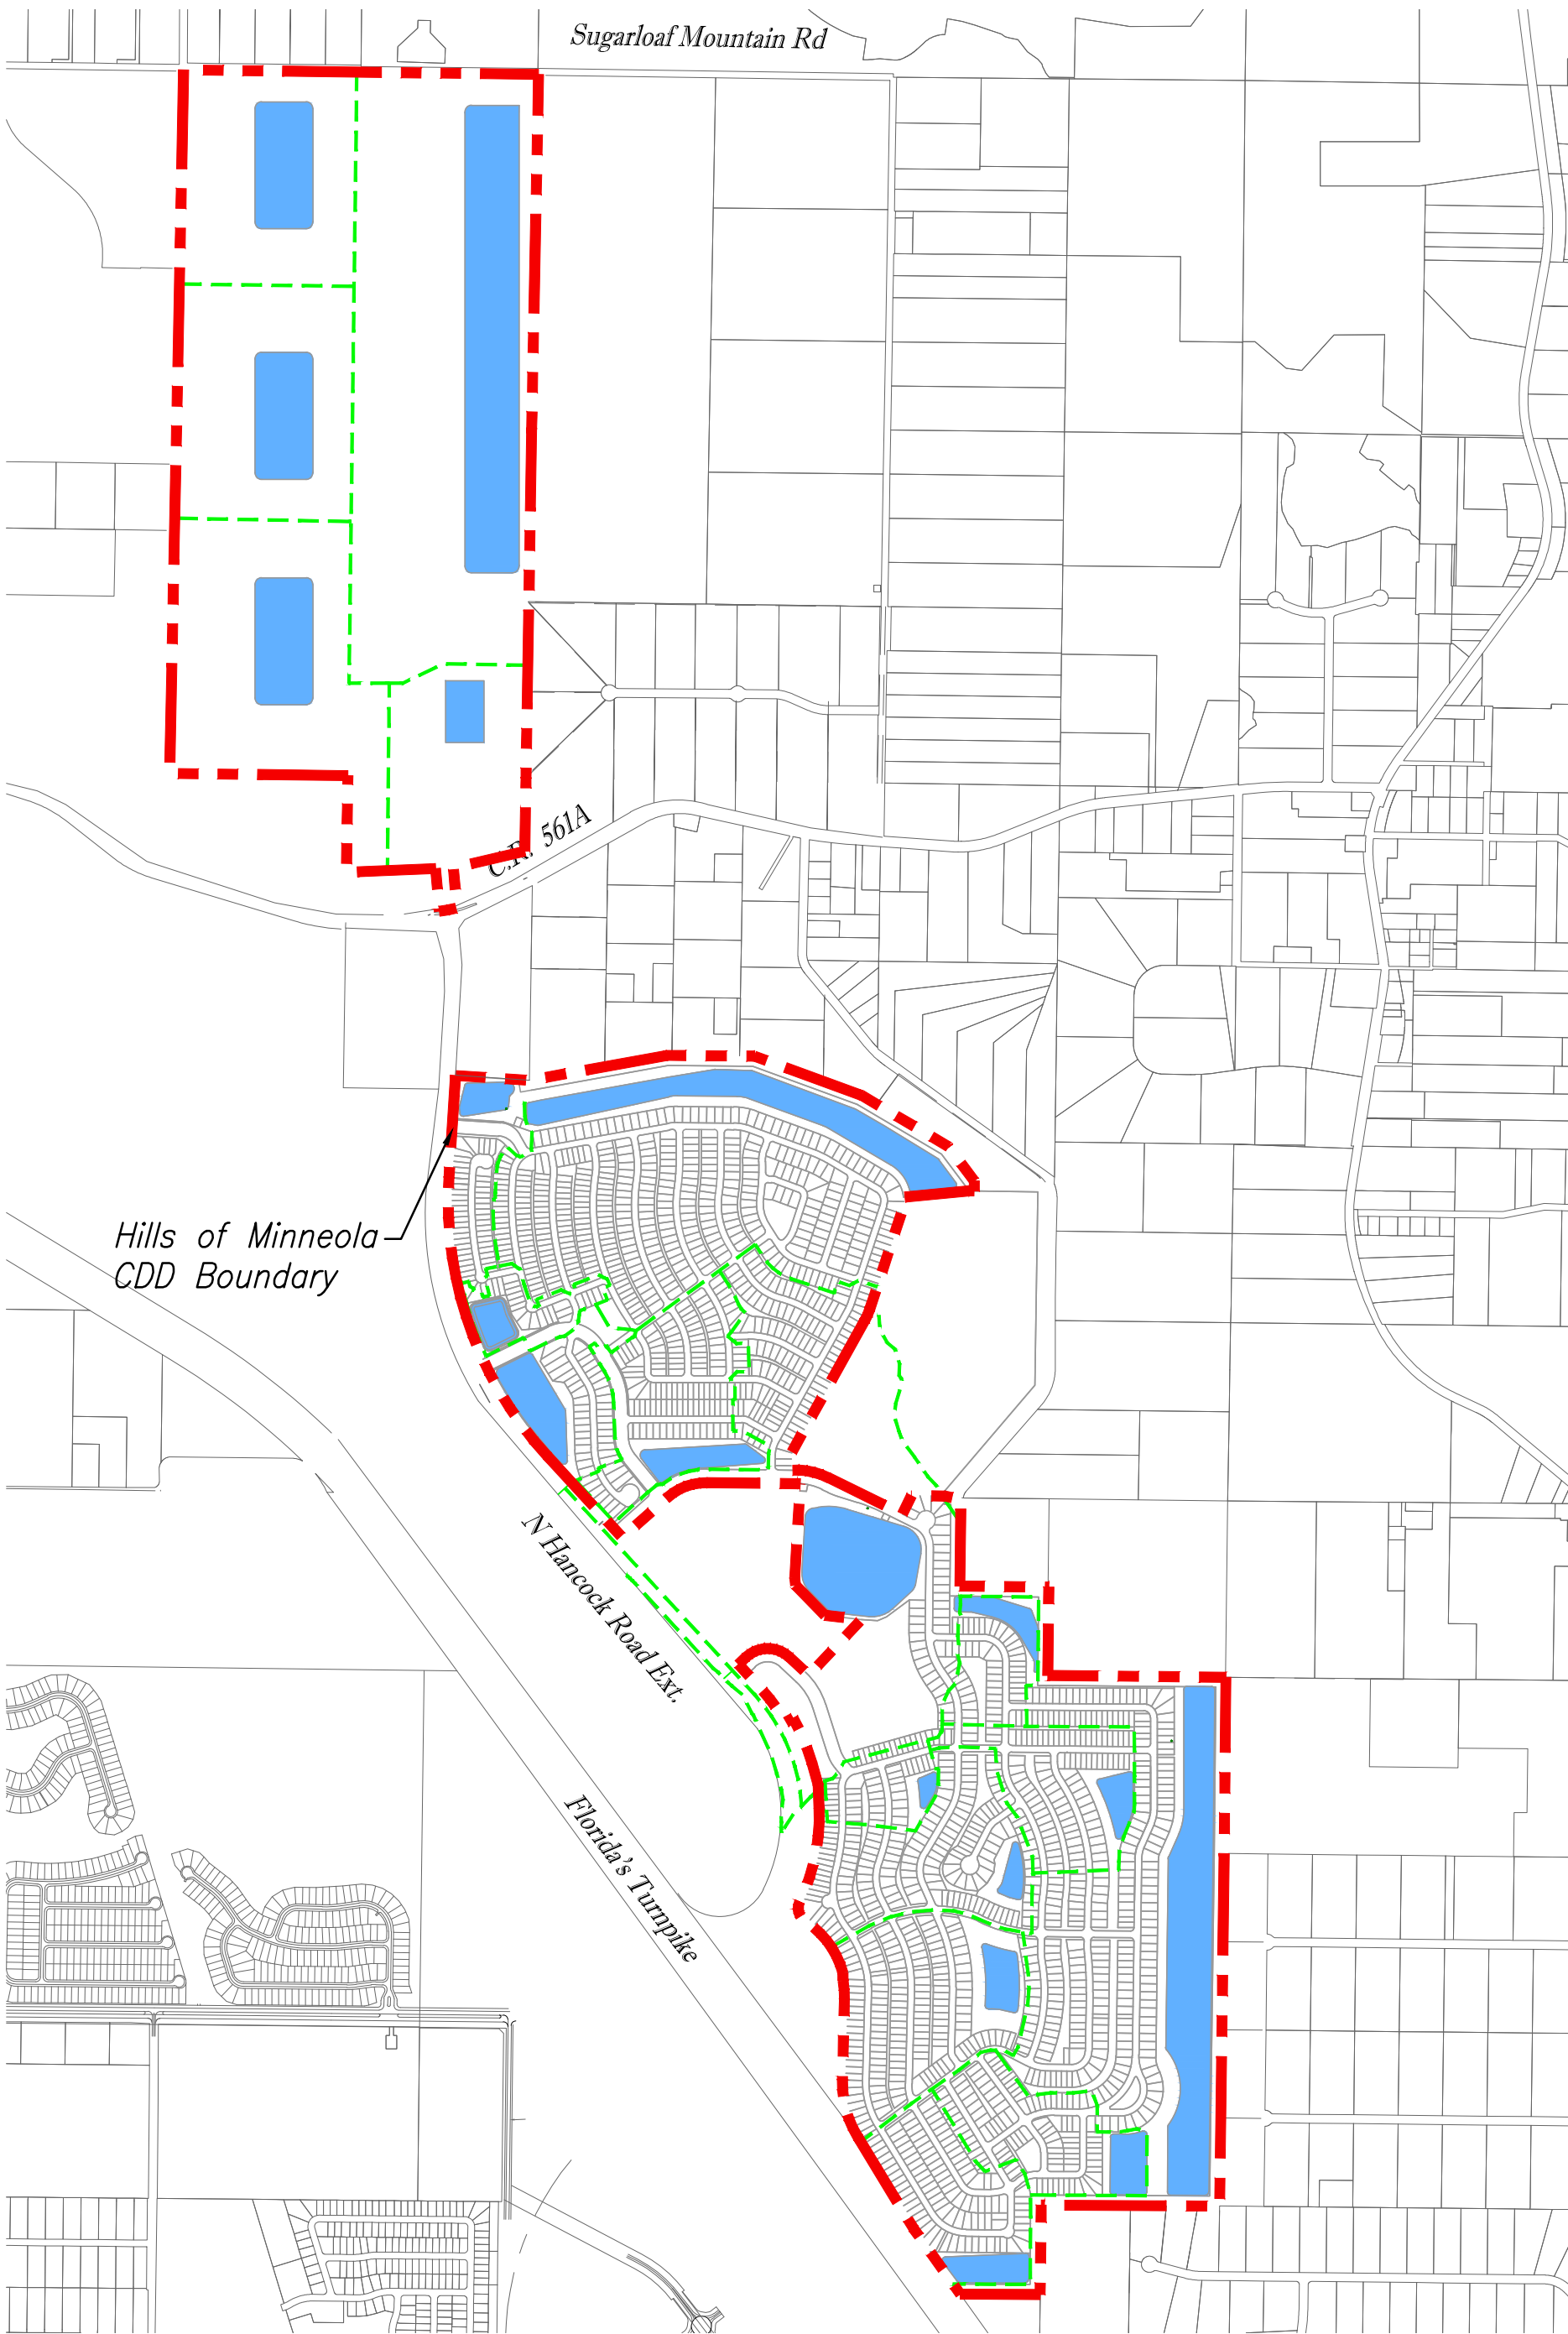 Sugarloaf Mountain Rd
C.R. 561A
Hills of Minneola
CDD Boundary
N Hancock Road Ext.
Florida's Turnpike